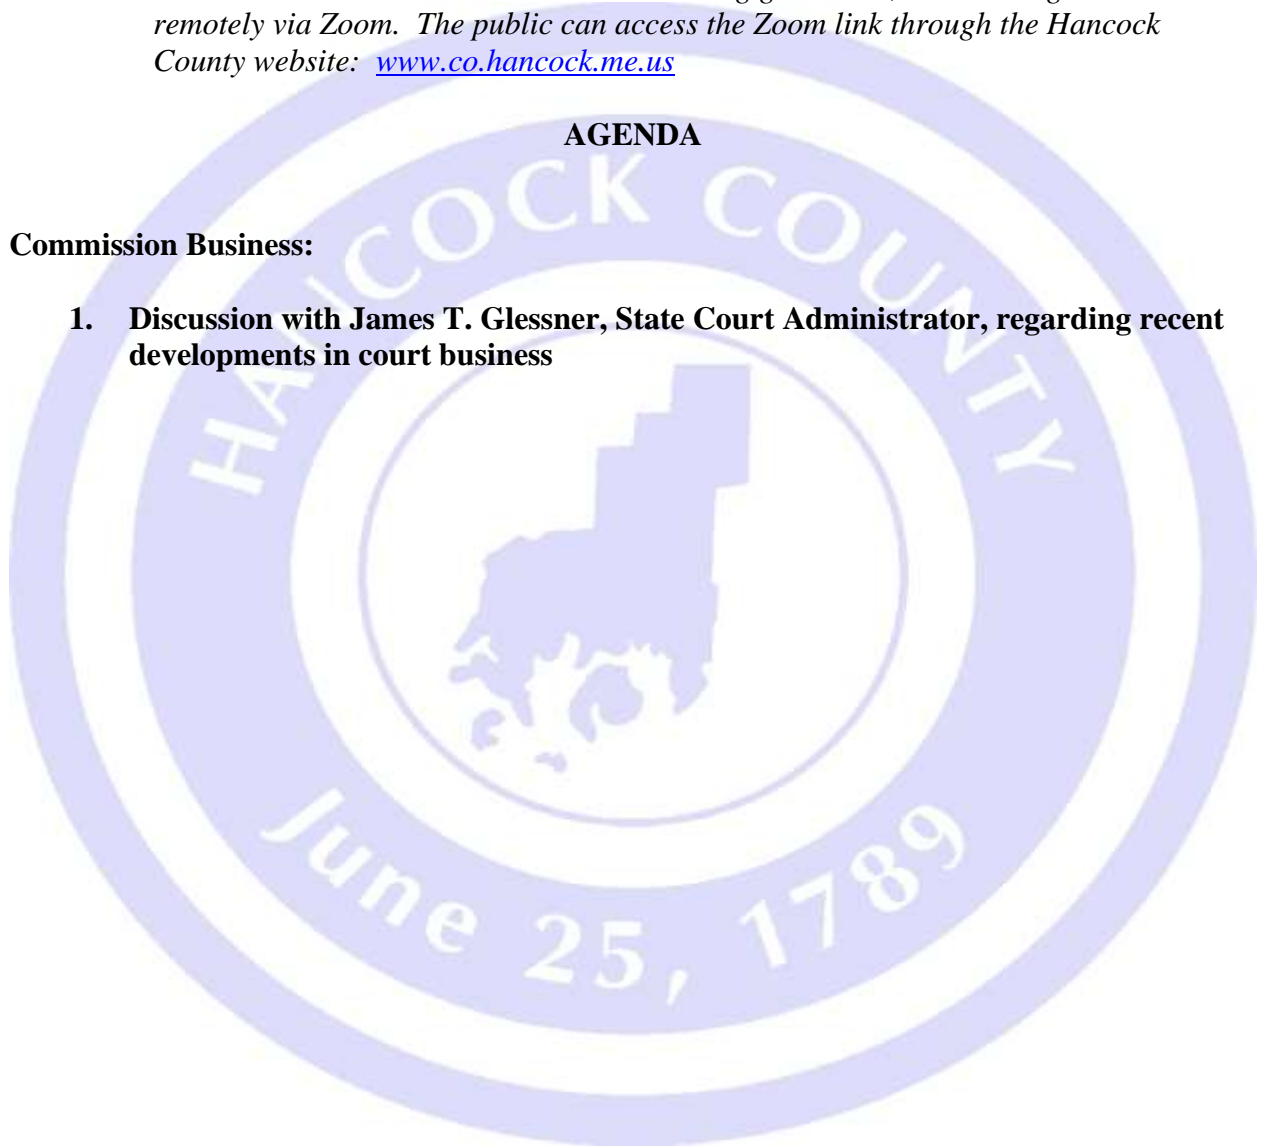 remotely via Zoom.  The public can access the Zoom link through the Hancock
County website:  www.co.hancock.me.us
AGENDA
Commission Business:
1. Discussion with James T. Glessner, State Court Administrator, regarding recent
developments in court business
HANCOCK COUNTY
June 25, 1789